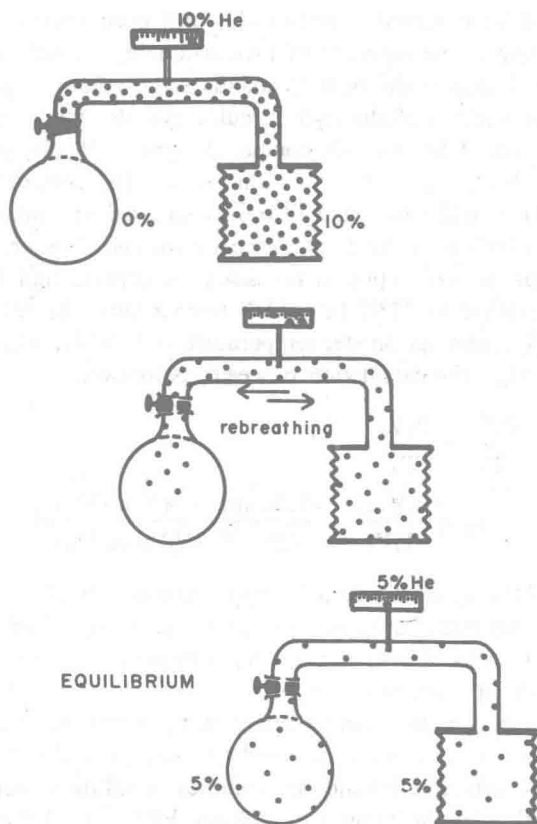 10% He
0%
10%
rebreathing
5% He
EQUILIBRIUM
5%
5%